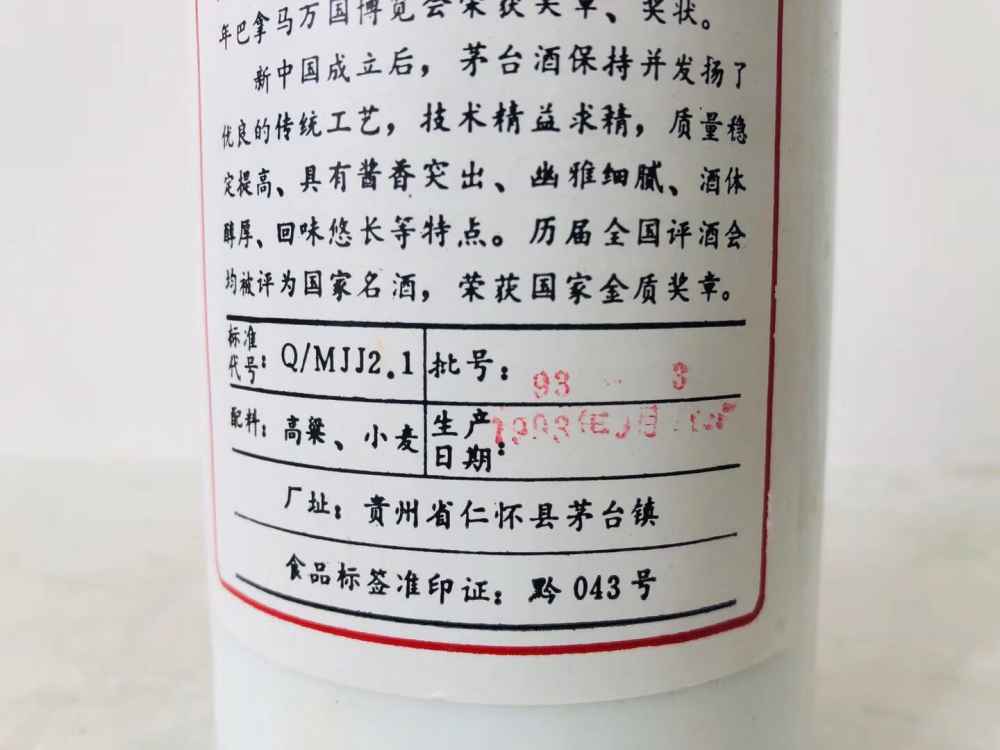 年巴拿马万国博览会荣获奖章、奖状。
新中国成立后，茅台酒保持并发扬了
优良的传统工艺，技术精益求精，质量稳
定提高、具有酱香突出、幽雅细腻、酒体
醇厚、回味悠长等特点。历届全国评酒会
均被评为国家名酒，荣获国家金质奖章。
标准代号：Q/MJJ2.1
批号：93 - 3
配料：高粱、小麦
生产日期：1993年 月
厂址：贵州省仁怀县茅台镇
食品标签准印证：黔043号